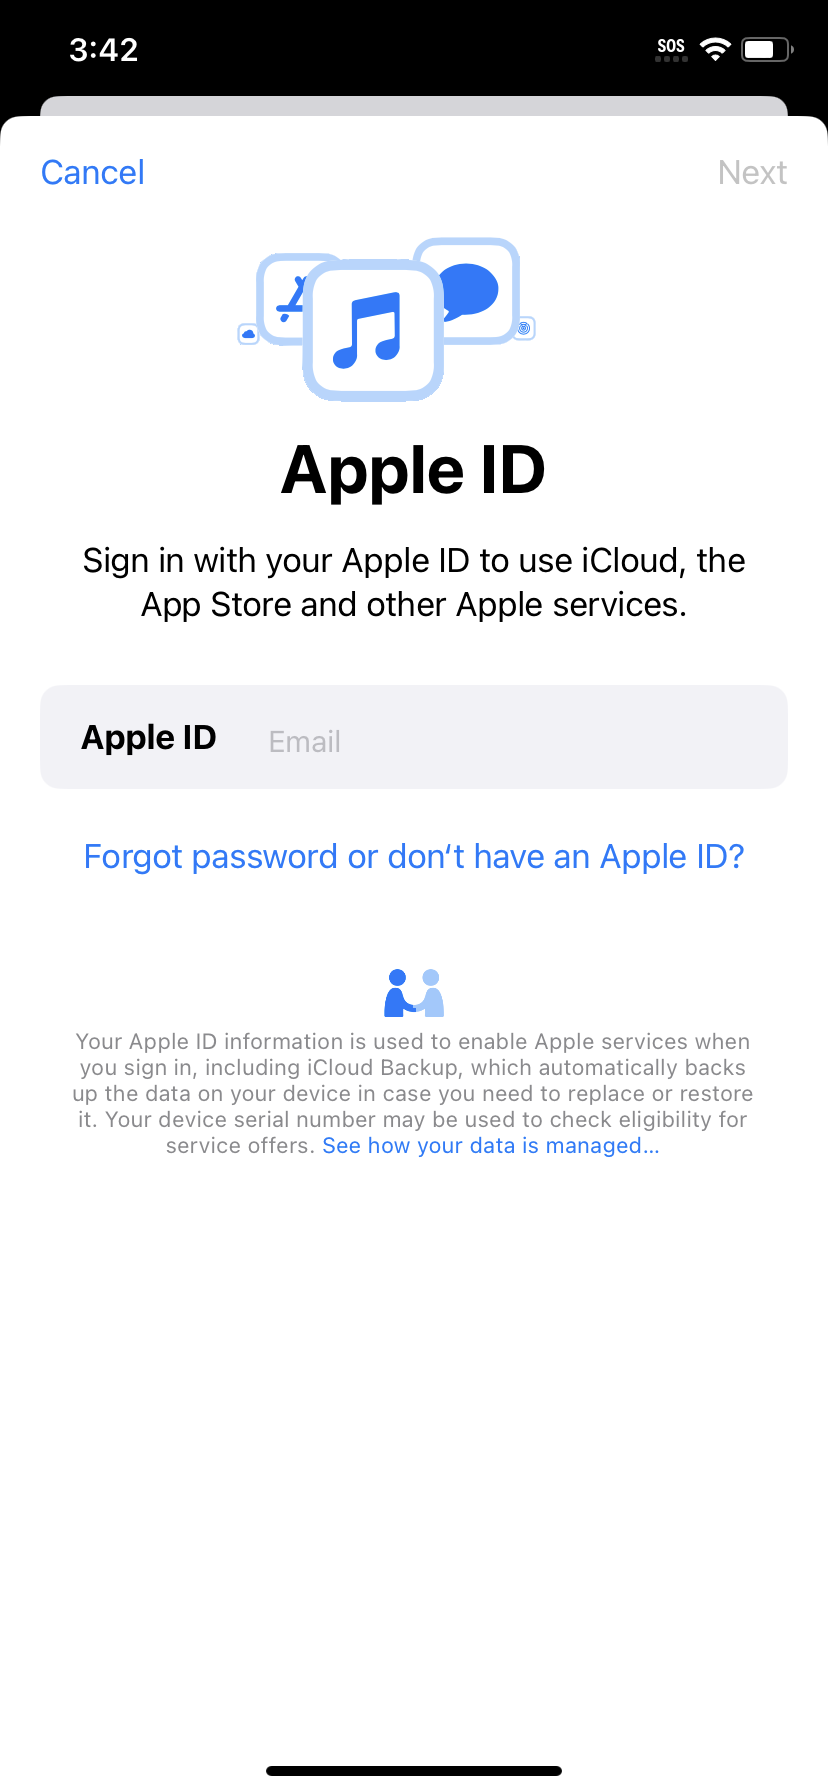 3:42
SOS
Cancel
Next
Apple ID
Sign in with your Apple ID to use iCloud, the
App Store and other Apple services.
Apple ID Email
Forgot password or don‘t have an Apple ID?
Your Apple ID information is used to enable Apple services when
you sign in, including iCloud Backup, which automatically backs
up the data on your device in case you need to replace or restore
it. Your device serial number may be used to check eligibility for
service offers. See how your data is managed...